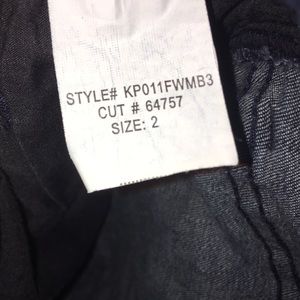 STYLE# KP011FWMB3
CUT # 64757
SIZE: 2